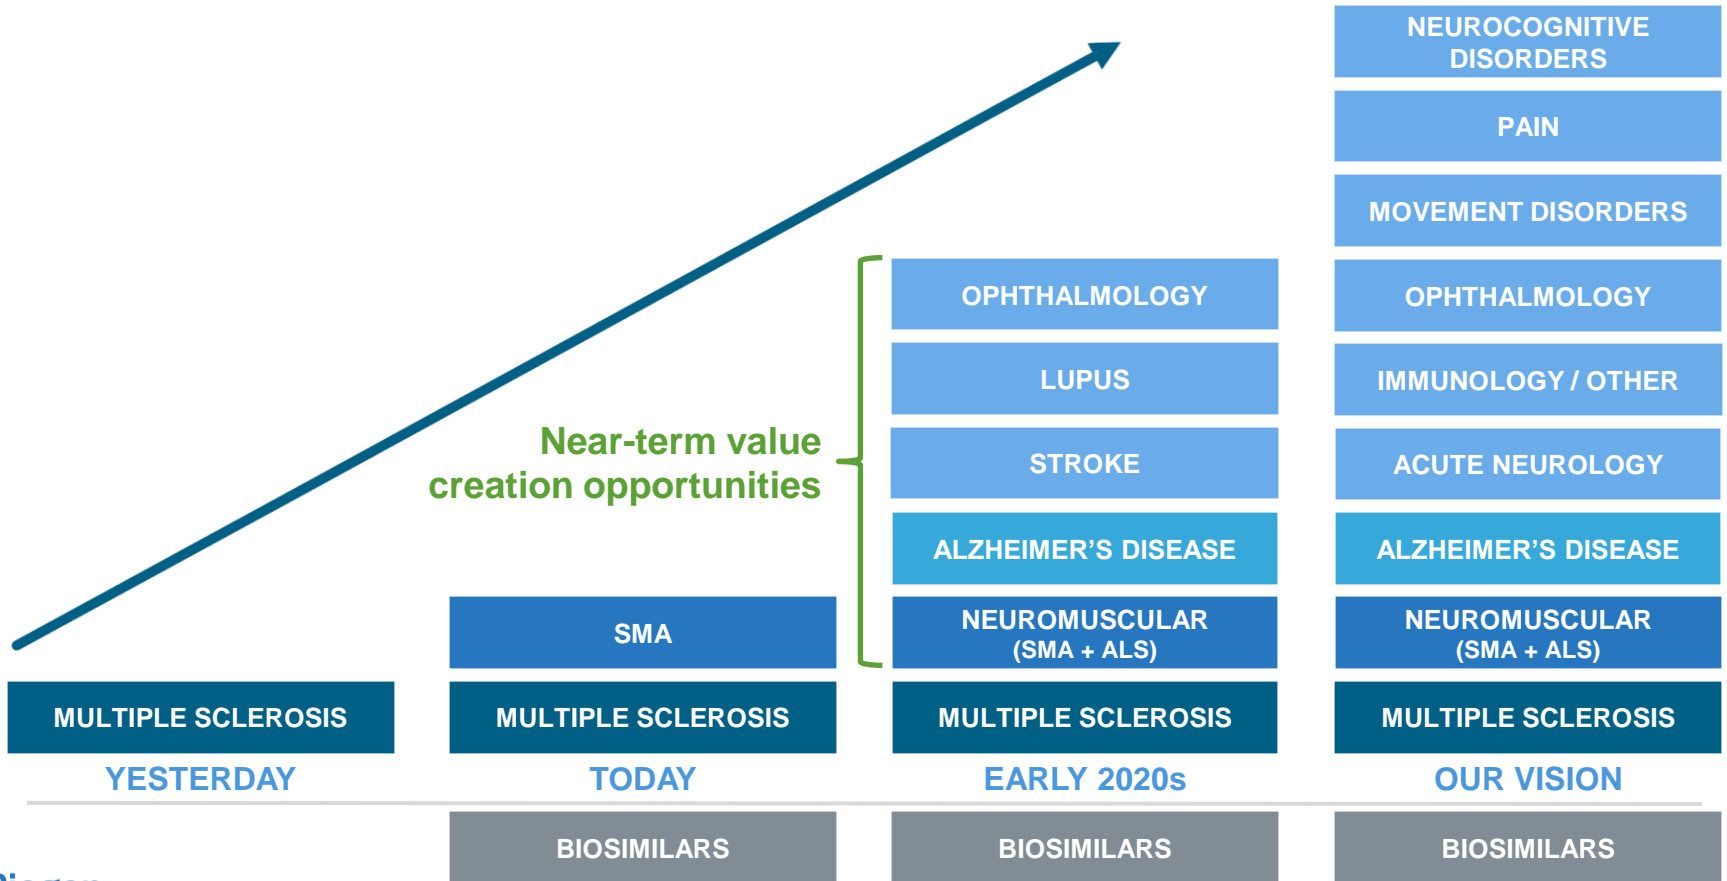 NEUROCOGNITIVE
DISORDERS
PAIN
MOVEMENT DISORDERS
OPHTHALMOLOGY
OPHTHALMOLOGY
LUPUS
IMMUNOLOGY / OTHER
Near-term value
creation opportunities
STROKE
ACUTE NEUROLOGY
ALZHEIMER’S DISEASE
ALZHEIMER’S DISEASE
SMA
NEUROMUSCULAR
(SMA + ALS)
NEUROMUSCULAR
(SMA + ALS)
MULTIPLE SCLEROSIS
MULTIPLE SCLEROSIS
MULTIPLE SCLEROSIS
MULTIPLE SCLEROSIS
YESTERDAY
TODAY
EARLY 2020s
OUR VISION
BIOSIMILARS
BIOSIMILARS
BIOSIMILARS